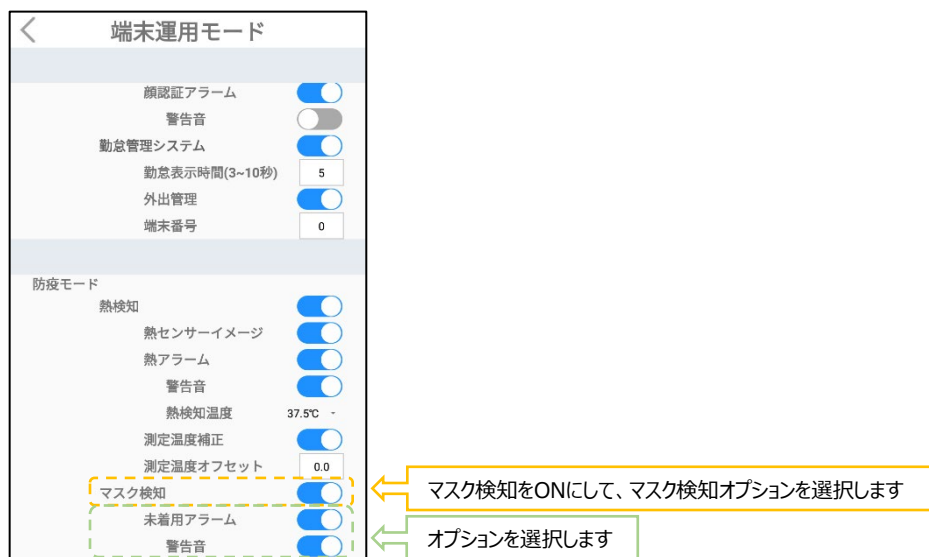 端末運用モード
顔認証アラーム
警告音
勤怠管理システム
勤怠表示時間(3~10秒) 5
外出管理
端末番号 0
防疫モード
熱検知
熱センサーイメージ
熱アラーム
警告音
熱検知温度 37.5℃ -
測定温度補正
測定温度オフセット 0.0
マスク検知
マスク検知をONにして、マスク検知オプションを選択します
未着用アラーム
警告音
オプションを選択します